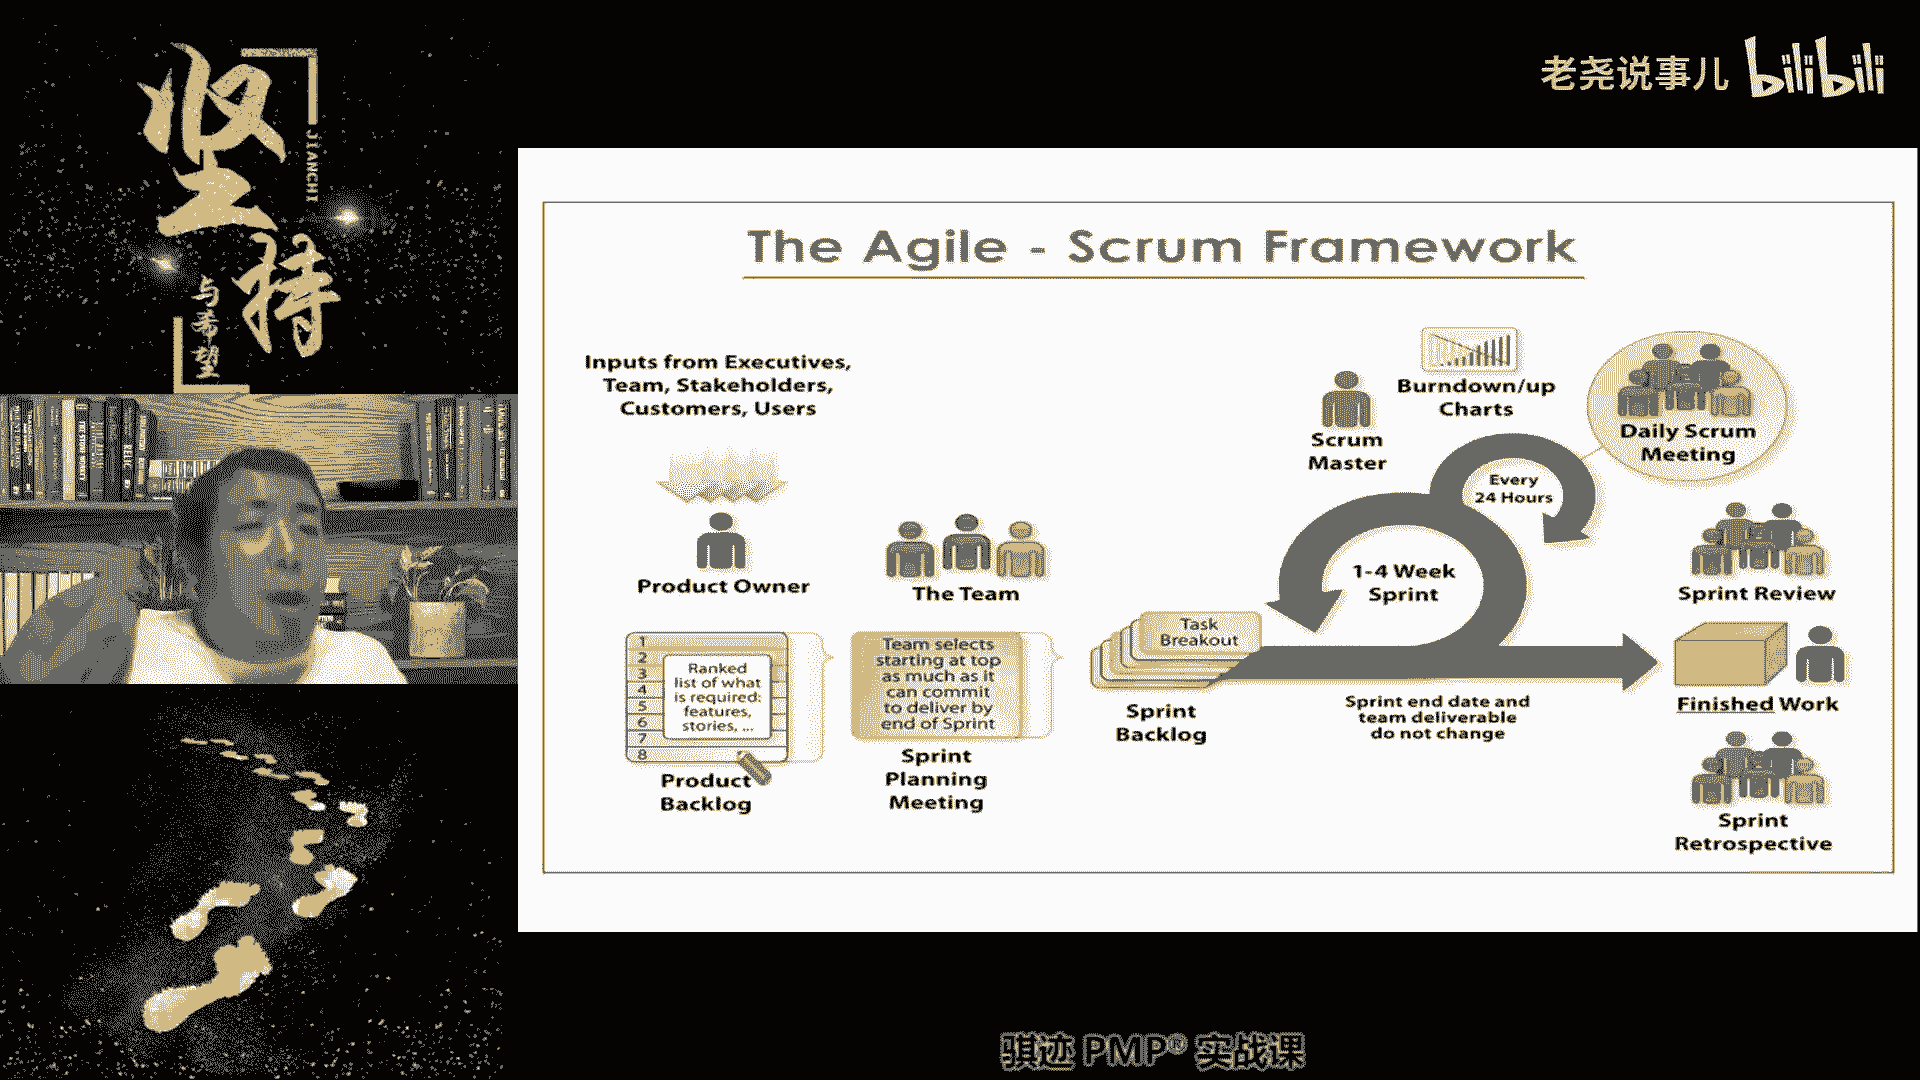 坚持
JIANCHI
与希望
老尧说事儿 bilibili
The Agile - Scrum Framework
Inputs from Executives,
Team, Stakeholders,
Customers, Users
Product Owner
The Team
1
2
3
4
5
6
7
8
Ranked
list of what
is required:
features,
stories, ...
Product
Backlog
Team selects
starting at top
as much as it
can commit
to deliver by
end of Sprint
Sprint
Planning
Meeting
Task
Breakout
Sprint
Backlog
Scrum
Master
Burndown/up
Charts
Every
24 Hours
Daily Scrum
Meeting
1-4 Week
Sprint
Sprint end date and
team deliverable
do not change
Sprint Review
Finished Work
Sprint
Retrospective
骐迹 PMP® 实战课